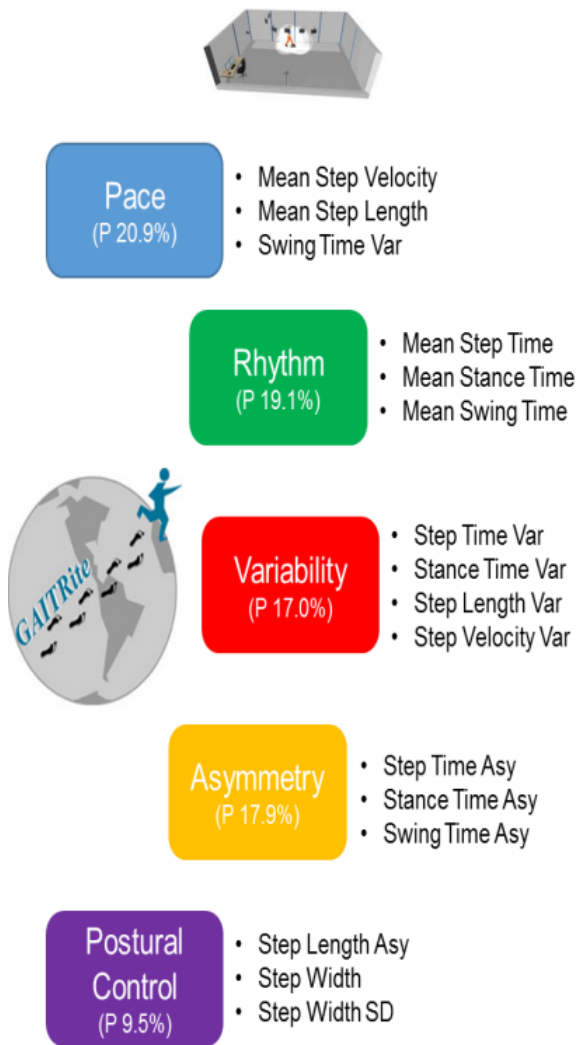 Pace
(P 20.9%)
• Mean Step Velocity
• Mean Step Length
• Swing Time Var
Rhythm
(P 19.1%)
• Mean Step Time
• Mean Stance Time
• Mean Swing Time
GAITRite
Variability
(P 17.0%)
• Step Time Var
• Stance Time Var
• Step Length Var
• Step Velocity Var
Asymmetry
(P 17.9%)
• Step Time Asy
• Stance Time Asy
• Swing Time Asy
Postural
Control
(P 9.5%)
• Step Length Asy
• Step Width
• Step Width SD